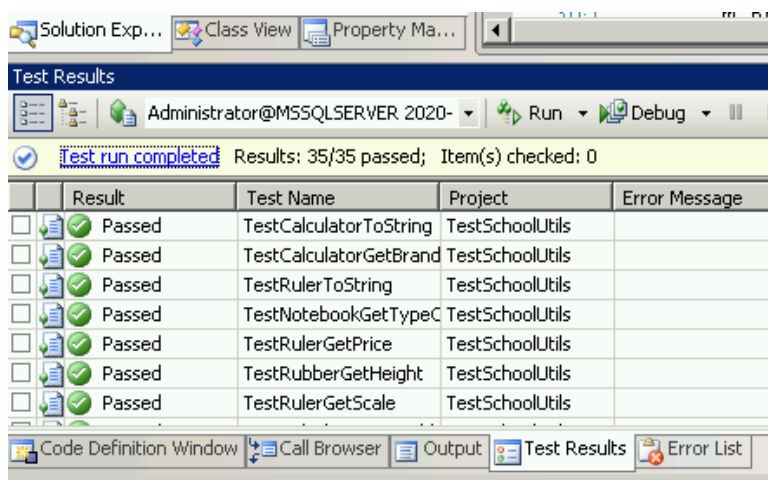 Solution Exp... Class View Property Ma...
Test Results
Administrator@MSSQLSERVER 2020- Run Debug
Test run completed Results: 35/35 passed; Item(s) checked: 0
Result Test Name Project Error Message
Passed TestCalculatorToString TestSchoolUtils
Passed TestCalculatorGetBrand TestSchoolUtils
Passed TestRulerToString TestSchoolUtils
Passed TestNotebookGetTypeC TestSchoolUtils
Passed TestRulerGetPrice TestSchoolUtils
Passed TestRubberGetHeight TestSchoolUtils
Passed TestRulerGetScale TestSchoolUtils
Code Definition Window Call Browser Output Test Results Error List